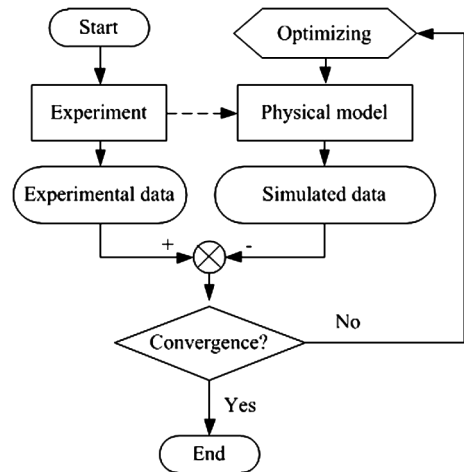 Start
Optimizing
Experiment
Physical model
Experimental data
Simulated data
+
-
Convergence?
No
Yes
End